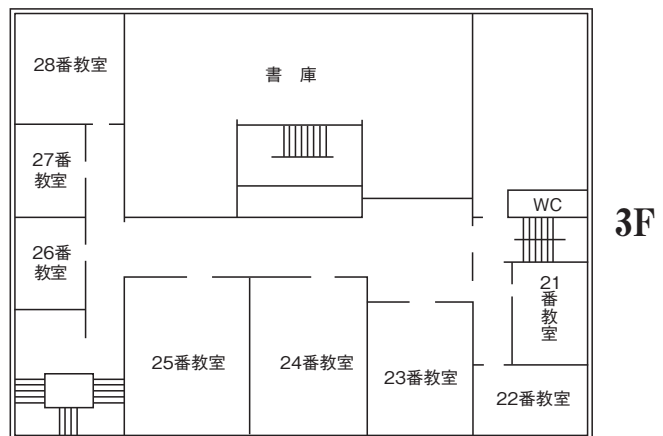 28番教室
書 庫
27番
教室
WC
3F
26番
教室
21
番
教
室
25番教室
24番教室
23番教室
22番教室